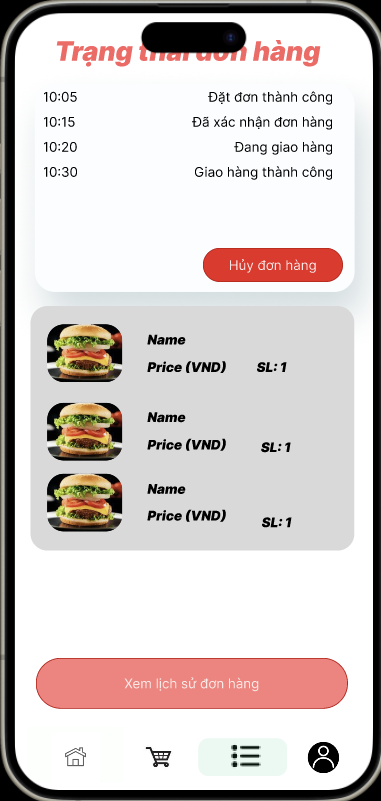 Trạng thái đơn hàng
10:05 Đặt đơn thành công
10:15 Đã xác nhận đơn hàng
10:20 Đang giao hàng
10:30 Giao hàng thành công
Hủy đơn hàng
Name
Price (VND) SL: 1
Name
Price (VND) SL: 1
Name
Price (VND) SL: 1
Xem lịch sử đơn hàng